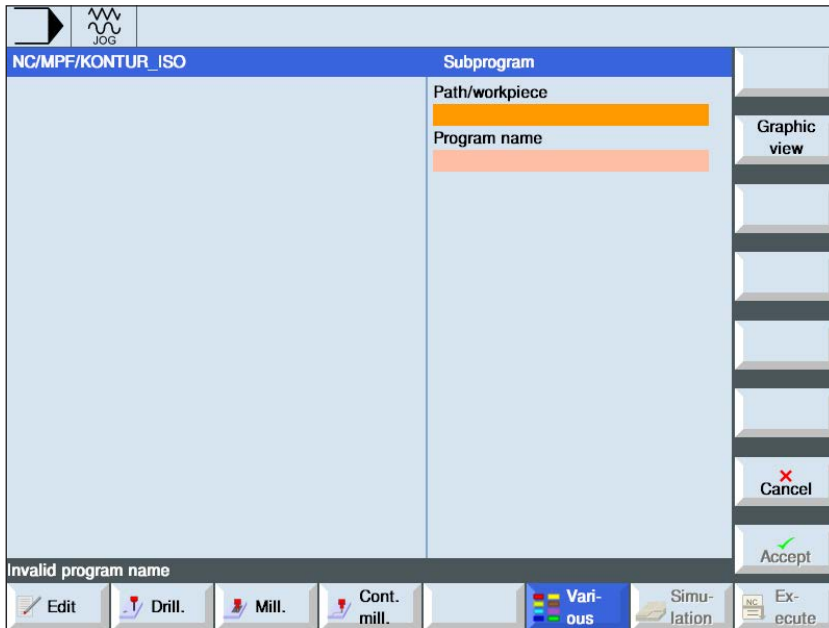 JOG
NC/MPF/KONTUR_ISO
Subprogram
Path/workpiece
Program name
Graphic
view
Cancel
Accept
Invalid program name
Edit
Drill.
Mill.
Cont.
mill.
Vari-
ous
Simu-
lation
NC
Ex-
ecute